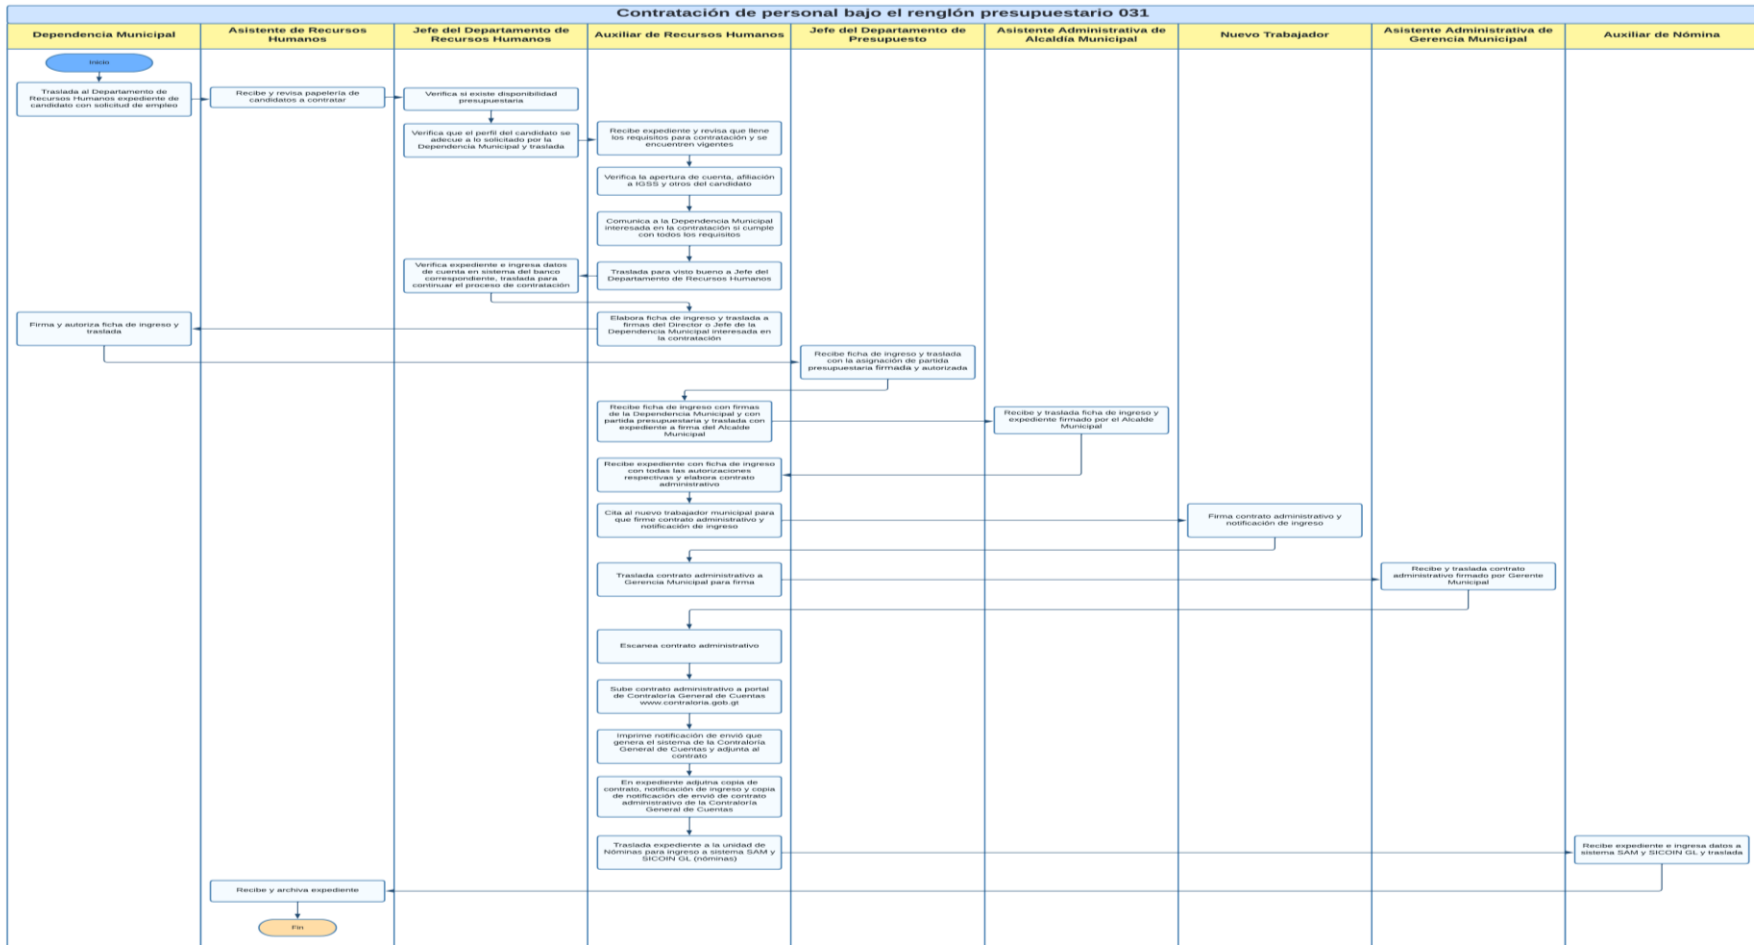 Contratación de personal bajo el renglón presupuestario 031
Dependencia Municipal
Asistente de Recursos
Humanos
Jefe del Departamento de
Recursos Humanos
Auxiliar de Recursos Humanos
Jefe del Departamento de
Presupuesto
Asistente Administrativa de
Alcaldía Municipal
Nuevo Trabajador
Asistente Administrativa de
Gerencia Municipal
Auxiliar de Nómina
Inicio
Traslada al Departamento de
Recursos Humanos expediente de
candidato con solicitud de empleo
Recibe y revisa papelería de
candidatos a contratar
Verifica si existe disponibilidad
presupuestaria
Verifica que el perfil del candidato se
adecue a lo solicitado por la
Dependencia Municipal y traslada
Recibe expediente y revisa que llene
los requisitos para contratación y se
encuentren vigentes
Verifica la apertura de cuenta, afiliación
a IGSS y otros del candidato
Comunica a la Dependencia Municipal
interesada en la contratación si cumple
con todos los requisitos
Traslada para visto bueno a Jefe del
Departamento de Recursos Humanos
Verifica expediente e ingresa datos
de cuenta en sistema del banco
correspondiente, traslada para
continuar el proceso de contratación
Elabora ficha de ingreso y traslada a
firmas del Director o Jefe de la
Dependencia Municipal interesada en
la contratación
Firma y autoriza ficha de ingreso y
traslada
Recibe ficha de ingreso y traslada
con la asignación de partida
presupuestaria firmada y autorizada
Recibe ficha de ingreso con firmas
de la Dependencia Municipal y con
partida presupuestaria y traslada con
expediente a firma del Alcalde
Municipal
Recibe y traslada ficha de ingreso y
expediente firmado por el Alcalde
Municipal
Recibe expediente con ficha de ingreso
con todas las autorizaciones
respectivas y elabora contrato
administrativo
Cita al nuevo trabajador municipal para
que firme contrato administrativo y
notificación de ingreso
Firma contrato administrativo y
notificación de ingreso
Traslada contrato administrativo a
Gerencia Municipal para firma
Recibe y traslada contrato
administrativo firmado por Gerente
Municipal
Escanea contrato administrativo
Sube contrato administrativo a portal
de Contraloría General de Cuentas
www.contraloria.gob.gt
Imprime notificación de envió que
genera el sistema de la Contraloría
General de Cuentas y adjunta al
contrato
En expediente adjutna copia de
contrato, notificación de ingreso y copia
de notificación de envió de contrato
administrativo de la Contraloría
General de Cuentas
Traslada expediente a la unidad de
Nóminas para ingreso a sistema SAM y
SICOIN GL (nóminas)
Recibe expediente e ingresa datos a
sistema SAM y SICOIN GL y traslada
Recibe y archiva expediente
Fin